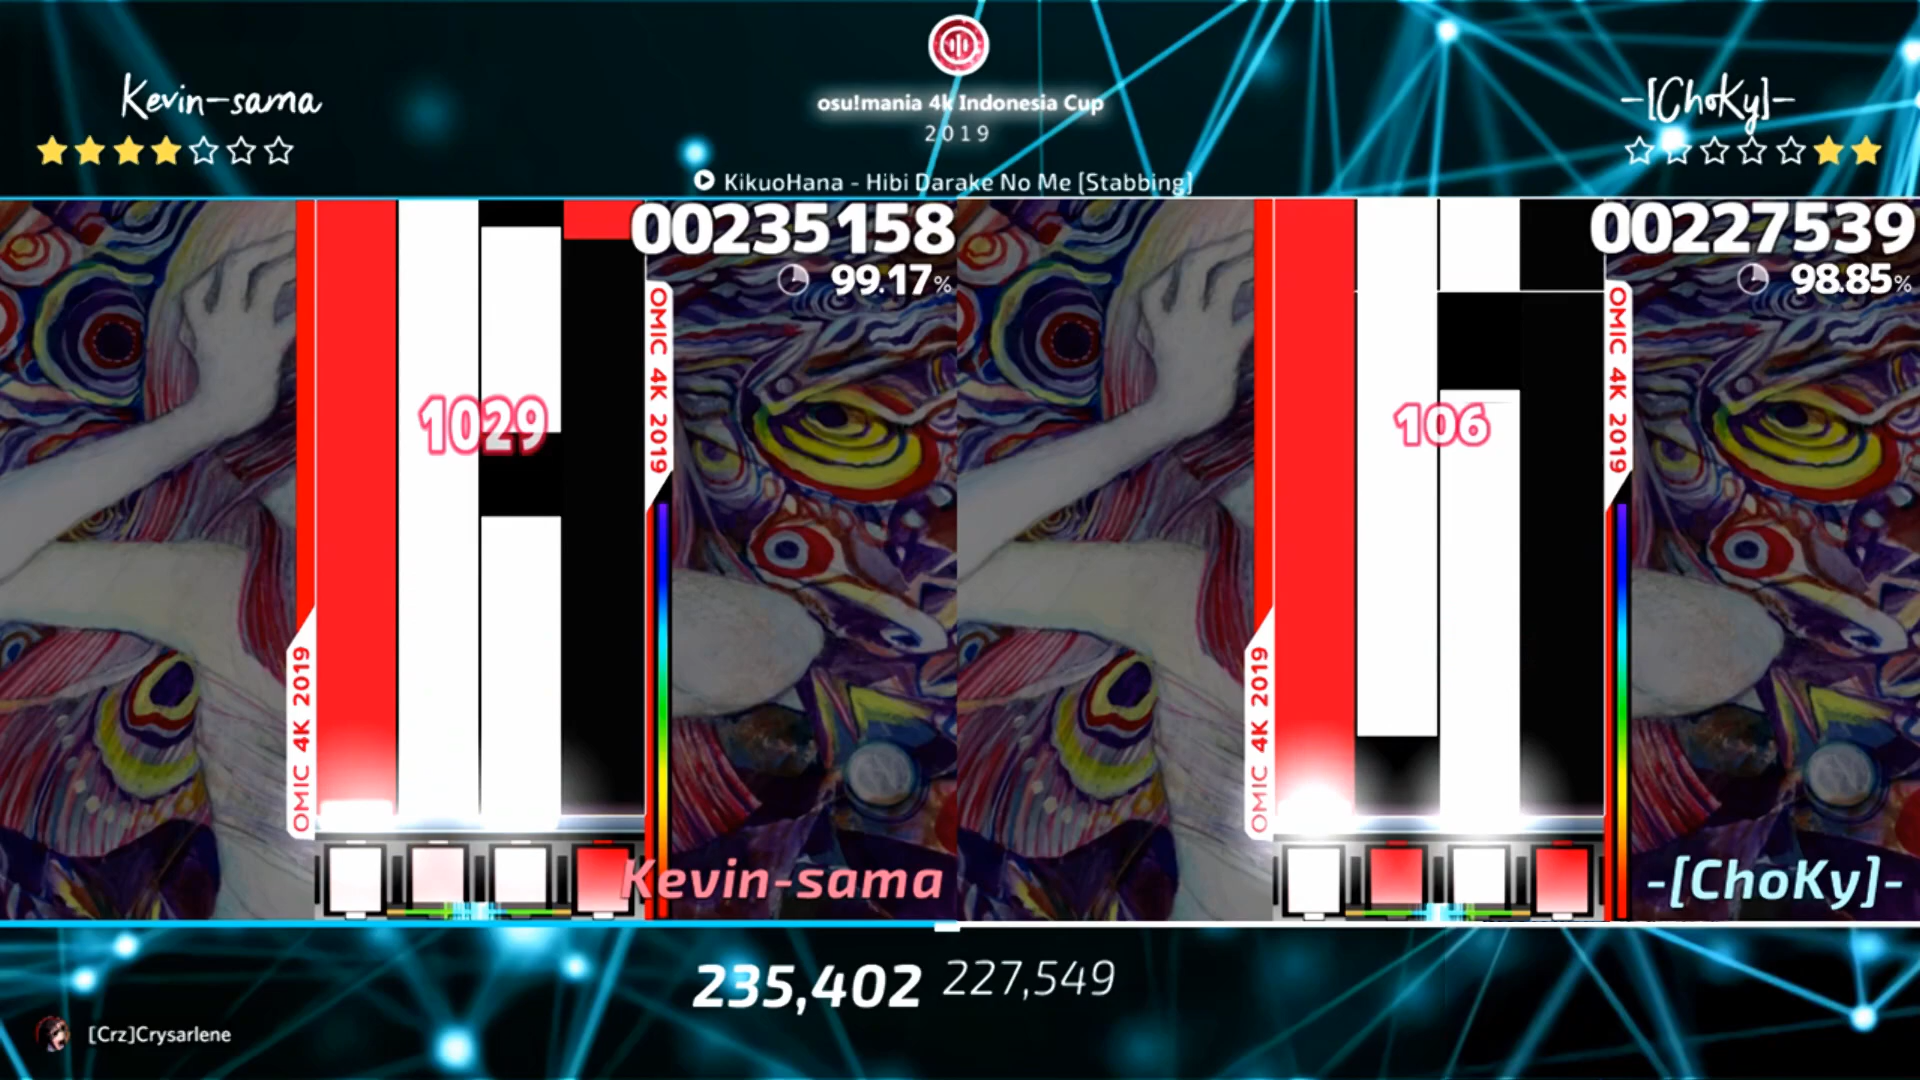 Kevin-sama
osu!mania 4k Indonesia Cup
2019
-[ChoKy]-
KikuoHana - Hibi Darake No Me [Stabbing]
00235158
99.17%
00227539
98.85%
OMIC 4K 2019
OMIC 4K 2019
1029
106
OMIC 4K 2019
OMIC 4K 2019
Kevin-sama
-[ChoKy]-
235,402
227,549
[Crz]Crysarlene